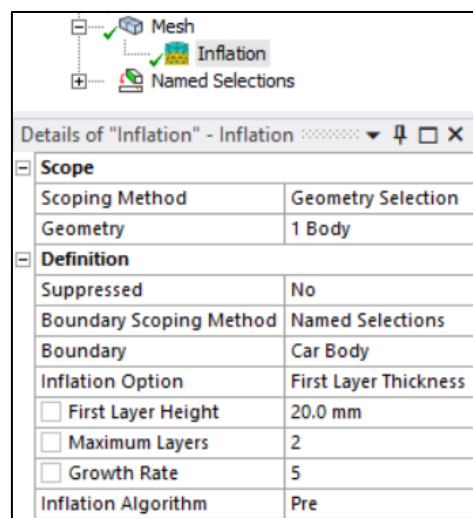 Mesh
Inflation
Named Selections
Details of "Inflation" - Inflation
Scope
Scoping Method Geometry Selection
Geometry 1 Body
Definition
Suppressed No
Boundary Scoping Method Named Selections
Boundary Car Body
Inflation Option First Layer Thickness
First Layer Height 20.0 mm
Maximum Layers 2
Growth Rate 5
Inflation Algorithm Pre